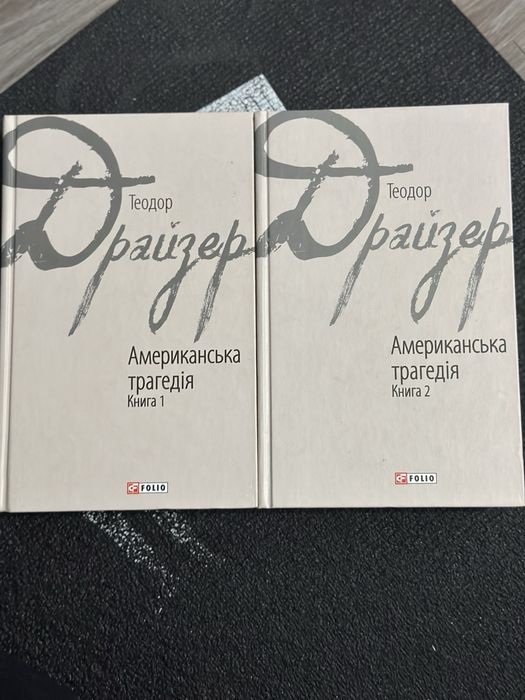 Теодор
Драйзер
Американська
трагедія
Книга 1
FOLIO
Теодор
Драйзер
Американська
трагедія
Книга 2
FOLIO